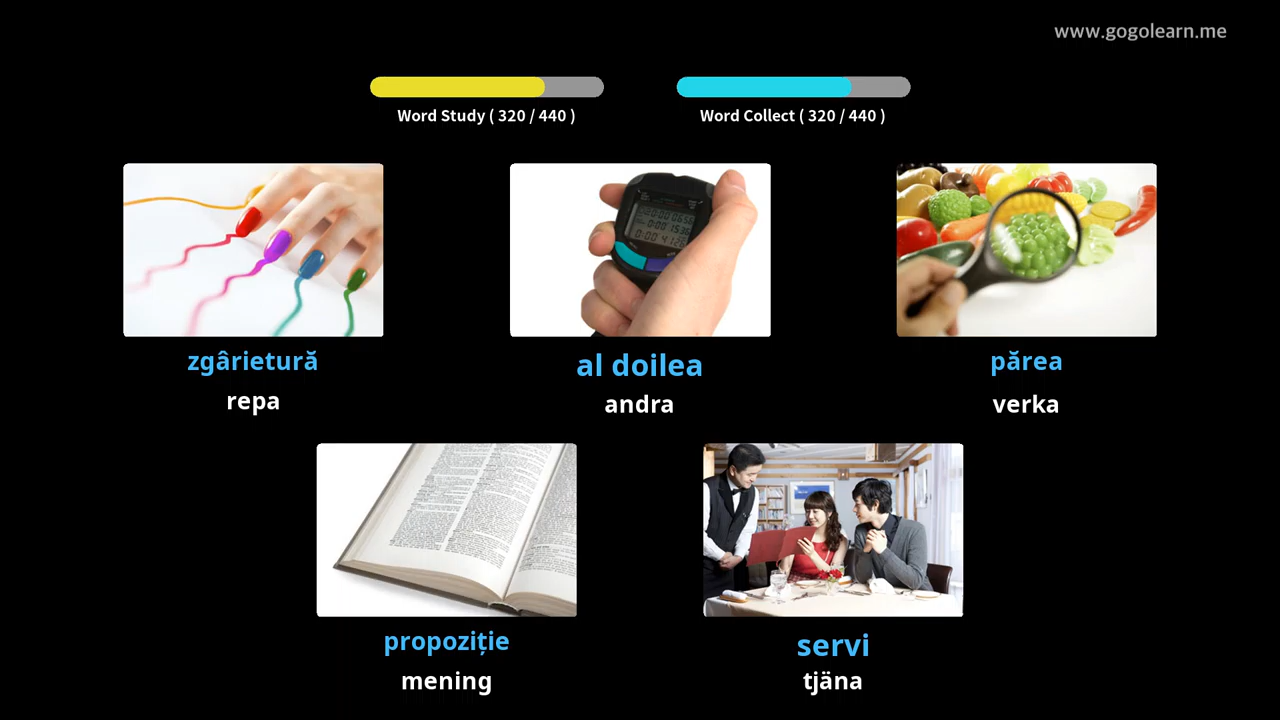 www.gogolearn.me
Word Study ( 320 / 440 )
Word Collect ( 320 / 440 )
zgârietură
repa
al doilea
andra
părea
verka
propoziție
mening
servi
tjäna